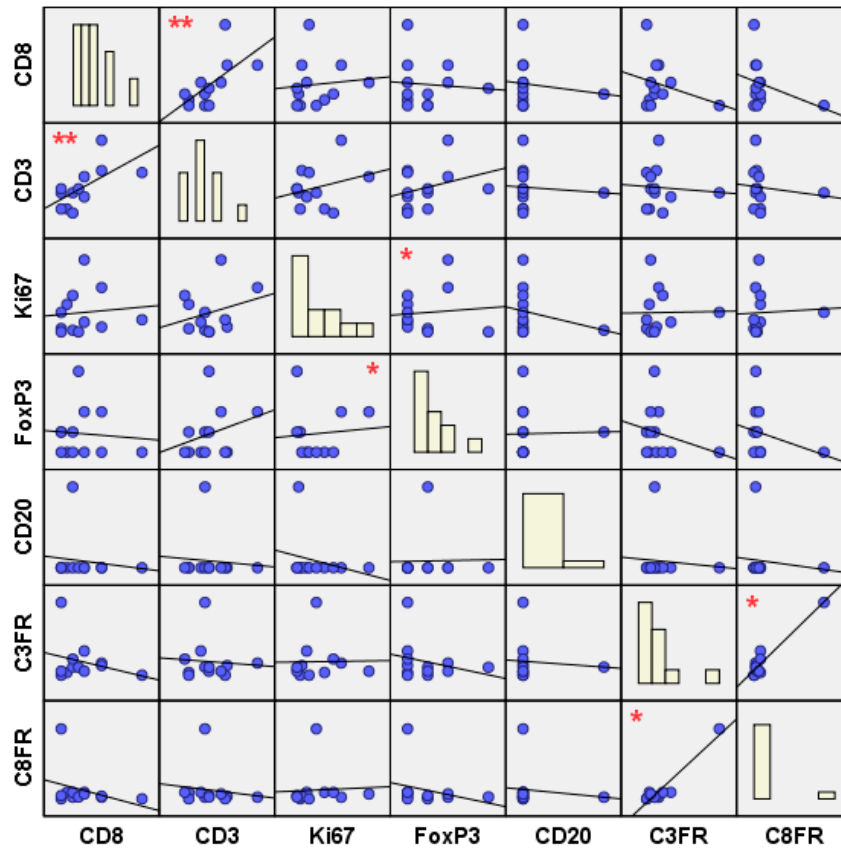 CD8
**
CD3
**
Ki67
*
FoxP3
*
CD20
C3FR
*
C8FR
*
CD8 CD3 Ki67 FoxP3 CD20 C3FR C8FR